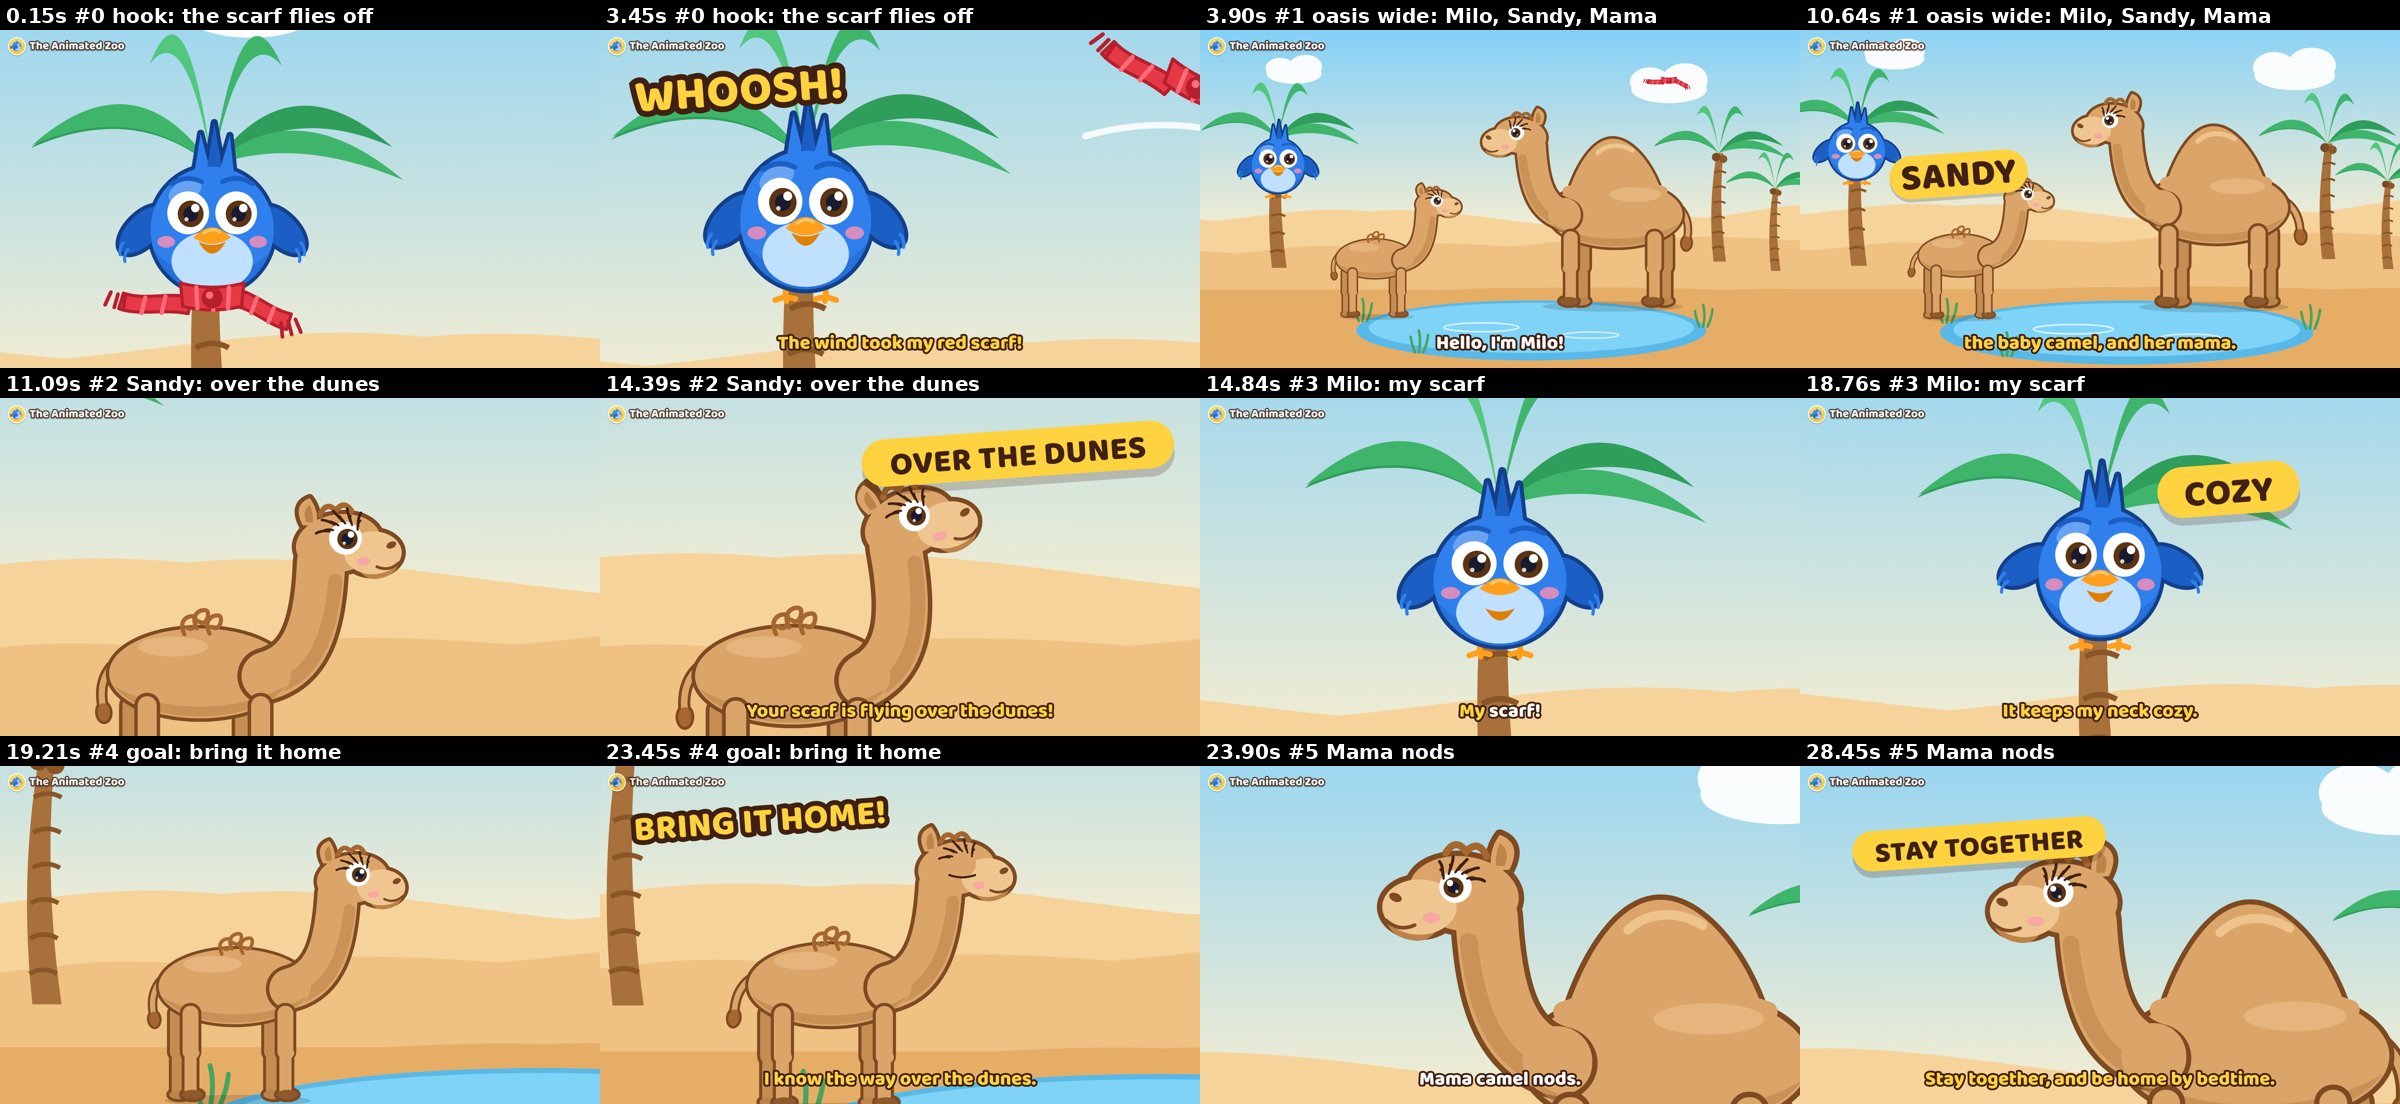 0.15s #0 hook: the scarf flies off
The Animated Zoo
3.45s #0 hook: the scarf flies off
The Animated Zoo
WHOOSH!
The wind took my red scarf!
3.90s #1 oasis wide: Milo, Sandy, Mama
The Animated Zoo
Hello, I'm Milo!
10.64s #1 oasis wide: Milo, Sandy, Mama
The Animated Zoo
SANDY
the baby camel, and her mama.
11.09s #2 Sandy: over the dunes
The Animated Zoo
14.39s #2 Sandy: over the dunes
The Animated Zoo
OVER THE DUNES
Your scarf is flying over the dunes!
14.84s #3 Milo: my scarf
The Animated Zoo
My scarf!
18.76s #3 Milo: my scarf
The Animated Zoo
COZY
It keeps my neck cozy.
19.21s #4 goal: bring it home
The Animated Zoo
23.45s #4 goal: bring it home
The Animated Zoo
BRING IT HOME!
I know the way over the dunes.
23.90s #5 Mama nods
The Animated Zoo
Mama camel nods.
28.45s #5 Mama nods
The Animated Zoo
STAY TOGETHER
Stay together, and be home by bedtime.